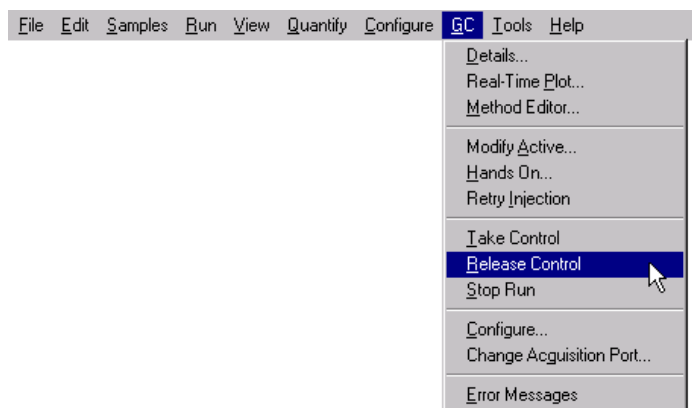 File Edit Samples Run View Quantify Configure GC Tools Help
Details...
Real-Time Plot...
Method Editor...
Modify Active...
Hands On...
Retry Injection
Take Control
Release Control
Stop Run
Configure...
Change Acguisition Port...
Error Messages